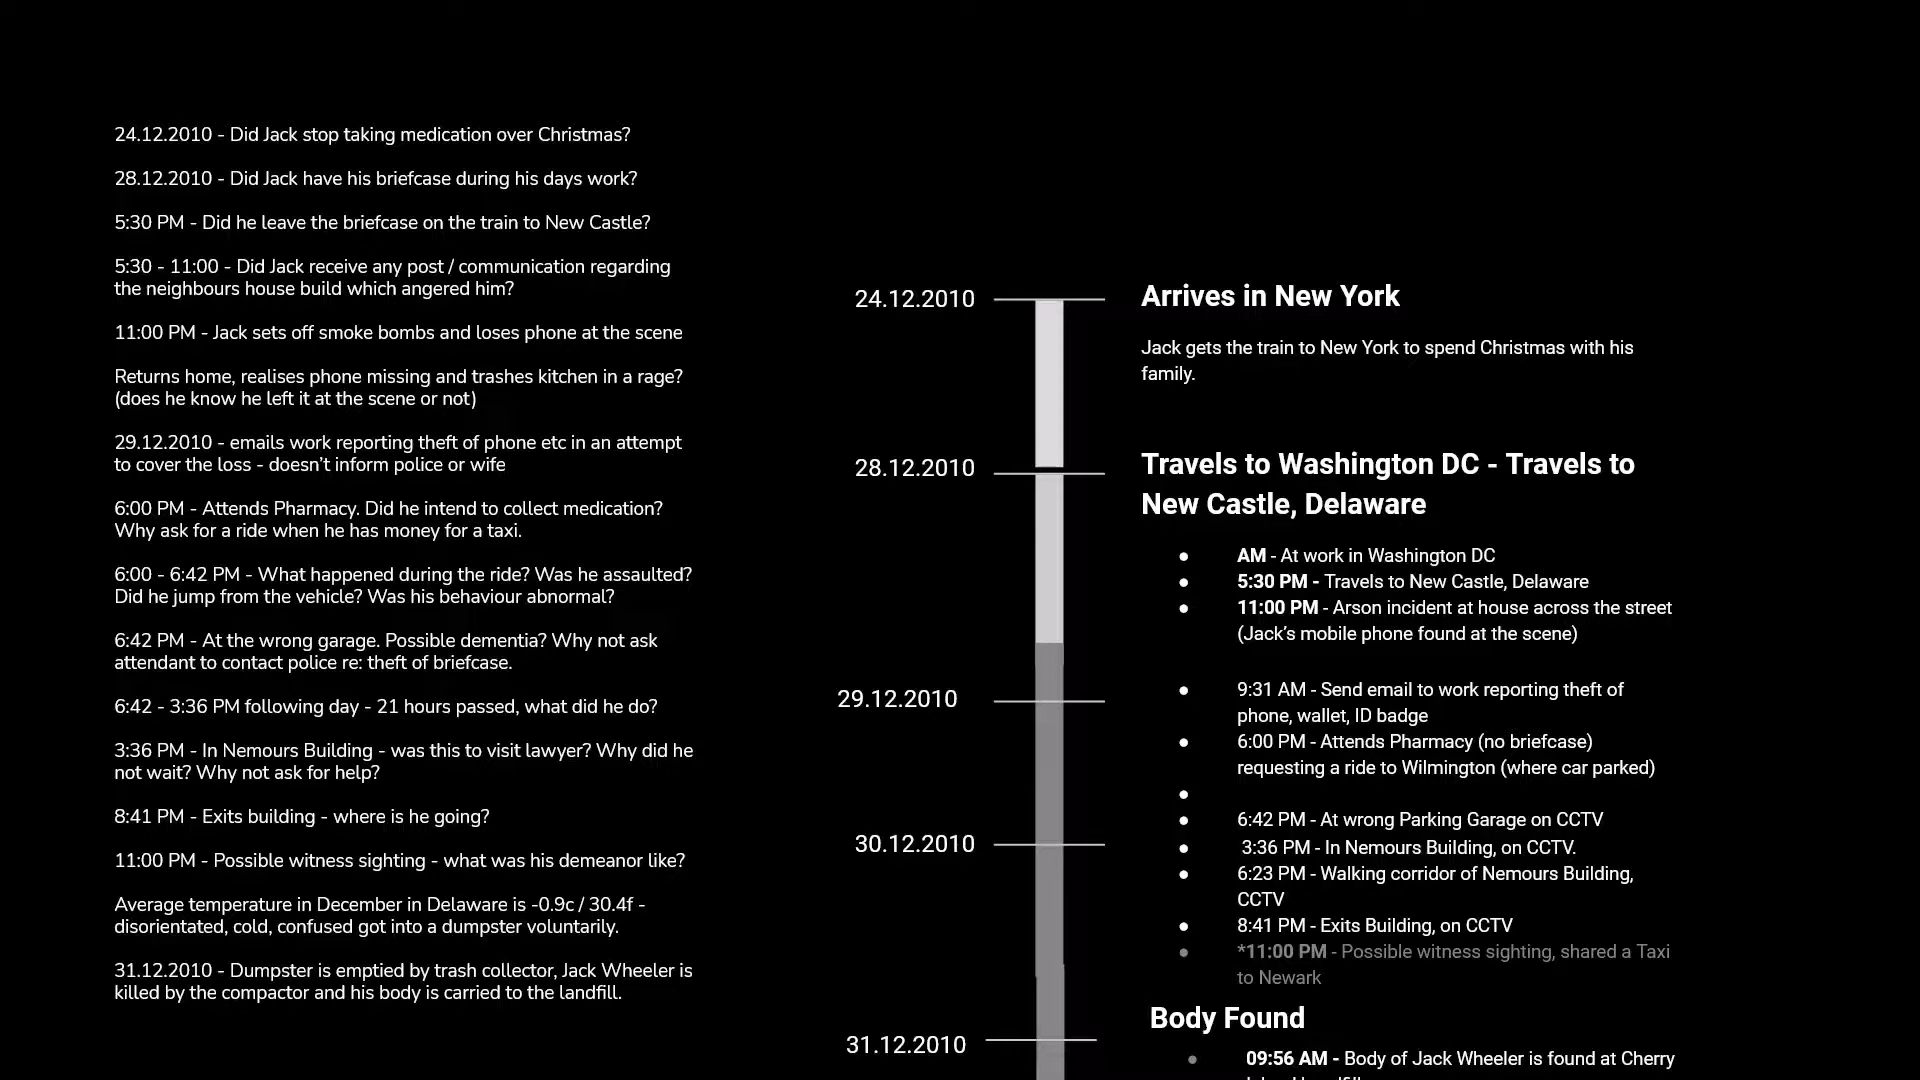 24.12.2010 - Did Jack stop taking medication over Christmas?
28.12.2010 - Did Jack have his briefcase during his days work?
5:30 PM - Did he leave the briefcase on the train to New Castle?
5:30 - 11:00 - Did Jack receive any post / communication regarding
the neighbours house build which angered him?
11:00 PM - Jack sets off smoke bombs and loses phone at the scene
Returns home, realises phone missing and trashes kitchen in a rage?
(does he know he left it at the scene or not)
29.12.2010 - emails work reporting theft of phone etc in an attempt
to cover the loss - doesn't inform police or wife
6:00 PM - Attends Pharmacy. Did he intend to collect medication?
Why ask for a ride when he has money for a taxi.
6:00 - 6:42 PM - What happened during the ride? Was he assaulted?
Did he jump from the vehicle? Was his behaviour abnormal?
6:42 PM - At the wrong garage. Possible dementia? Why not ask
attendant to contact police re: theft of briefcase.
6:42 - 3:36 PM following day - 21 hours passed, what did he do?
3:36 PM - In Nemours Building - was this to visit lawyer? Why did he
not wait? Why not ask for help?
8:41 PM - Exits building - where is he going?
11:00 PM - Possible witness sighting - what was his demeanor like?
Average temperature in December in Delaware is -0.9c / 30.4f -
disorientated, cold, confused got into a dumpster voluntarily.
31.12.2010 - Dumpster is emptied by trash collector, Jack Wheeler is
killed by the compactor and his body is carried to the landfill.
24.12.2010
Arrives in New York
Jack gets the train to New York to spend Christmas with his
family.
28.12.2010
Travels to Washington DC - Travels to
New Castle, Delaware
● AM - At work in Washington DC
● 5:30 PM - Travels to New Castle, Delaware
● 11:00 PM - Arson incident at house across the street
(Jack's mobile phone found at the scene)
29.12.2010
● 9:31 AM - Send email to work reporting theft of
phone, wallet, ID badge
● 6:00 PM - Attends Pharmacy (no briefcase)
requesting a ride to Wilmington (where car parked)
●
● 6:42 PM - At wrong Parking Garage on CCTV
30.12.2010
● 3:36 PM - In Nemours Building, on CCTV.
● 6:23 PM - Walking corridor of Nemours Building,
CCTV
● 8:41 PM - Exits Building, on CCTV
● *11:00 PM - Possible witness sighting, shared a Taxi
to Newark
31.12.2010
Body Found
● 09:56 AM - Body of Jack Wheeler is found at Cherry